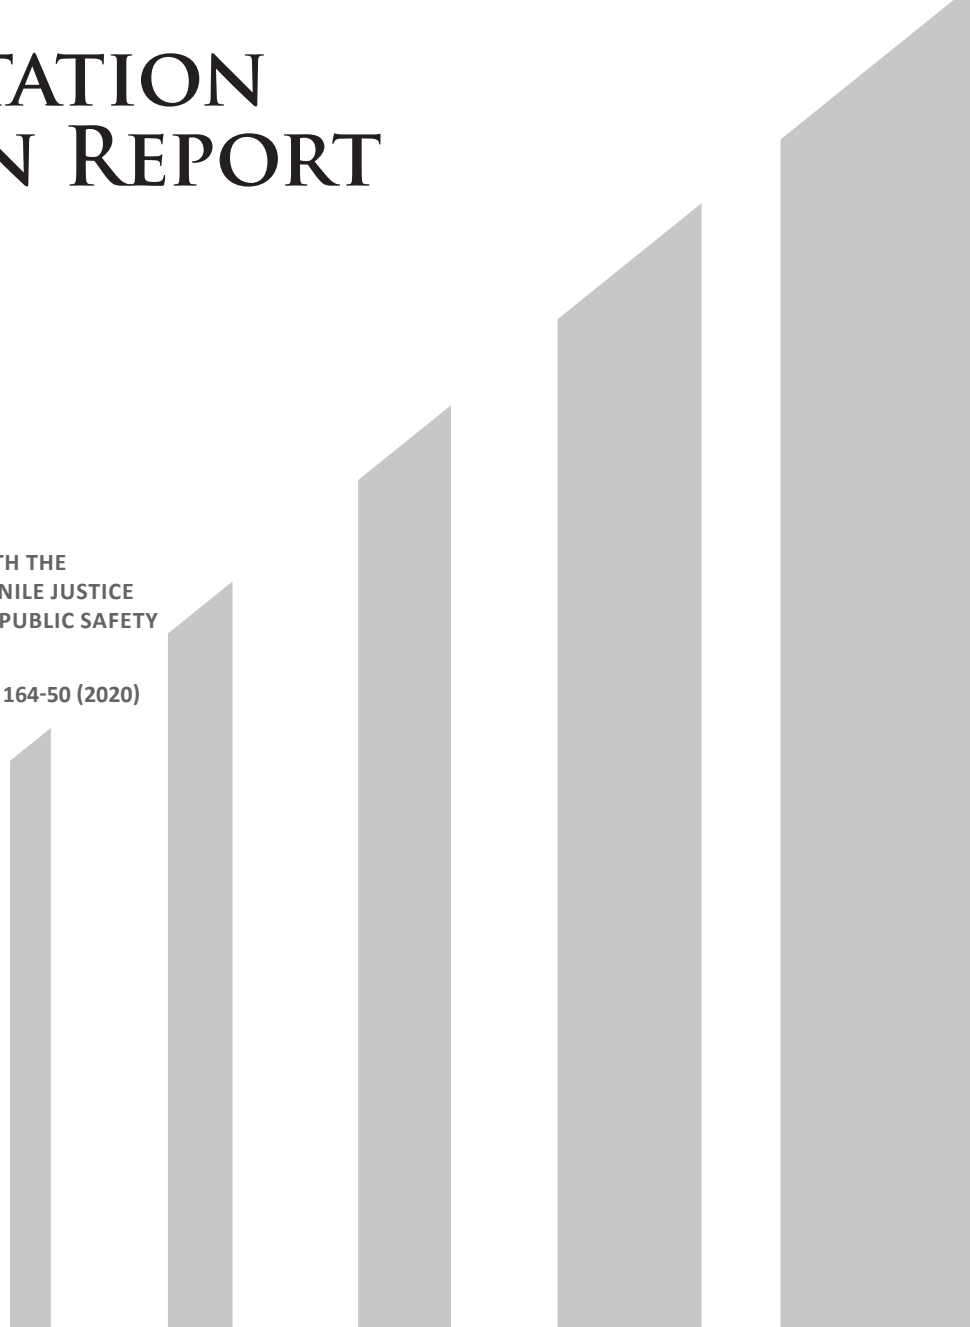 TATION
N REPORT
TH THE
NILE JUSTICE
PUBLIC SAFETY
164-50 (2020)